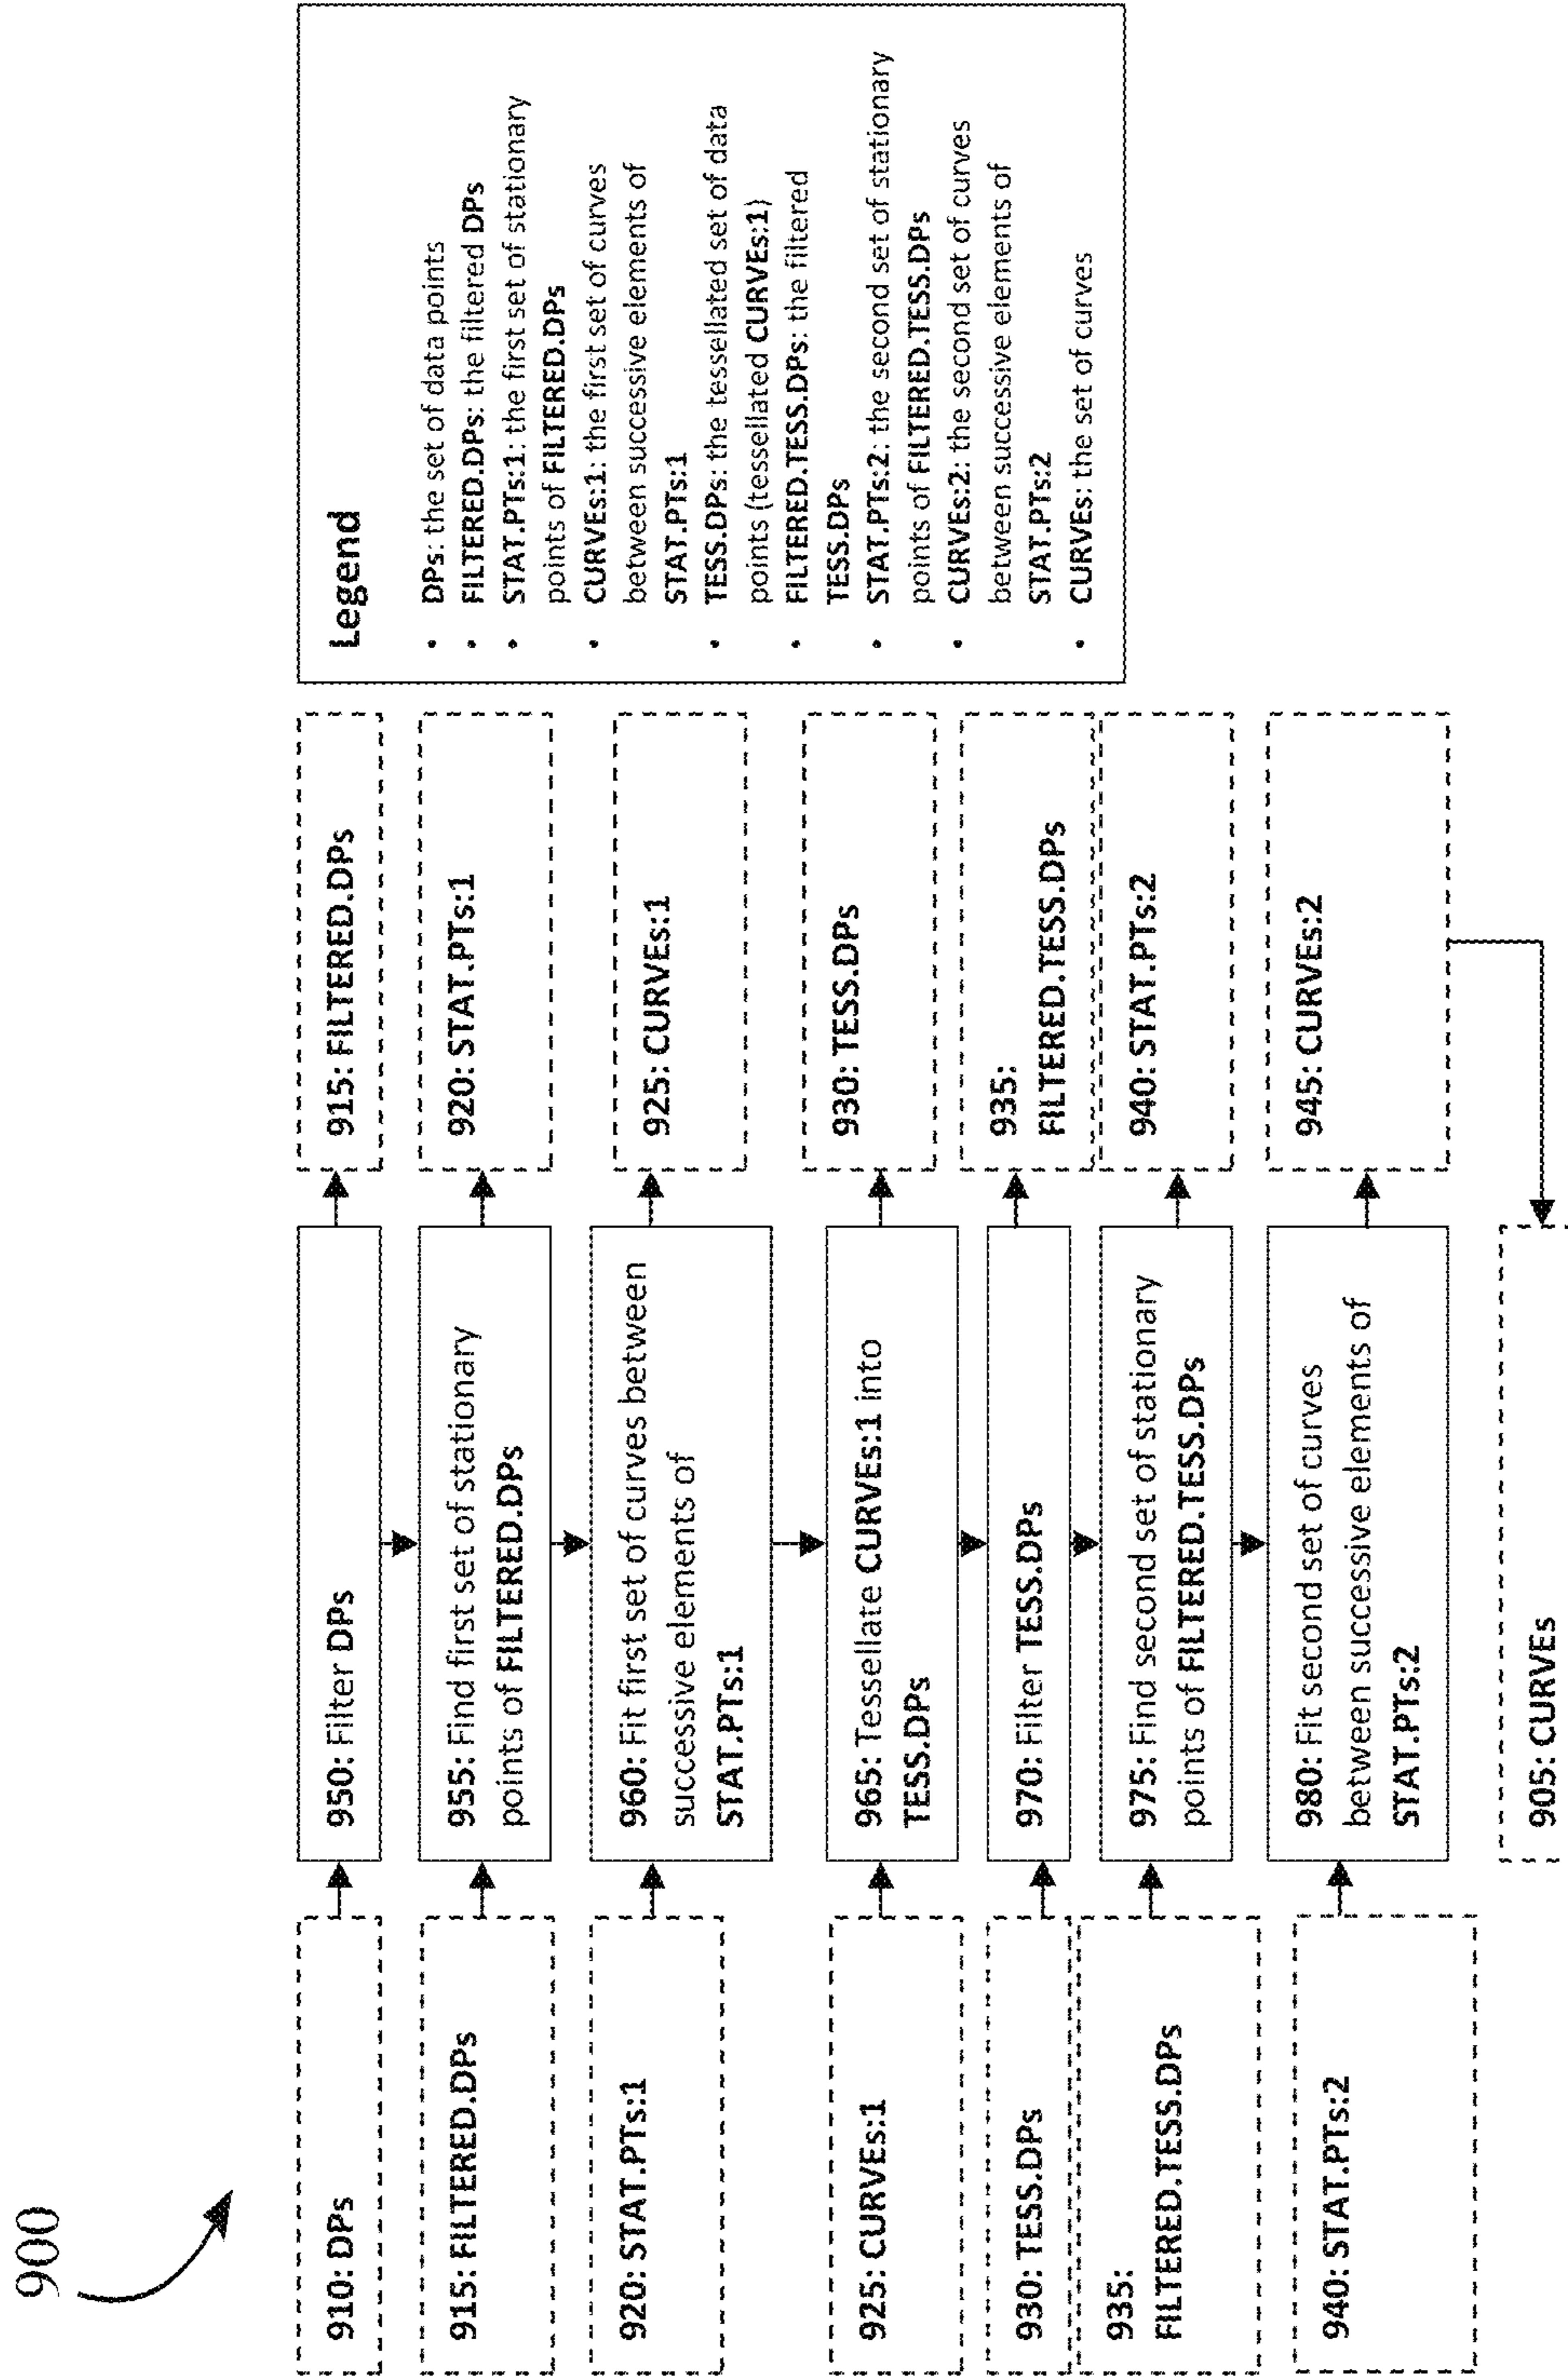 900
910: DPs
950: Filter DPs
915: FILTERED.DPs
915: FILTERED.DPs
955: Find first set of stationary
points of FILTERED.DPs
920: STAT.PTs:1
920: STAT.PTs:1
960: Fit first set of curves between
successive elements of
STAT.PTs:1
925: CURVEs:1
925: CURVEs:1
965: Tessellate CURVEs:1 into
TESS.DPs
930: TESS.DPs
930: TESS.DPs
970: Filter TESS.DPs
935:
FILTERED.TESS.DPs
935:
FILTERED.TESS.DPs
975: Find second set of stationary
points of FILTERED.TESS.DPs
940: STAT.PTs:2
940: STAT.PTs:2
980: Fit second set of curves
between successive elements of
STAT.PTs:2
945: CURVEs:2
905: CURVEs
Legend
• DPs: the set of data points
• FILTERED.DPs: the filtered DPs
• STAT.PTs:1: the first set of stationary
points of FILTERED.DPs
• CURVEs:1: the first set of curves
between successive elements of
STAT.PTs:1
• TESS.DPs: the tessellated set of data
points (tessellated CURVEs:1)
• FILTERED.TESS.DPs: the filtered
TESS.DPs
• STAT.PTs:2: the second set of stationary
points of FILTERED.TESS.DPs
• CURVEs:2: the second set of curves
between successive elements of
STAT.PTs:2
• CURVEs: the set of curves